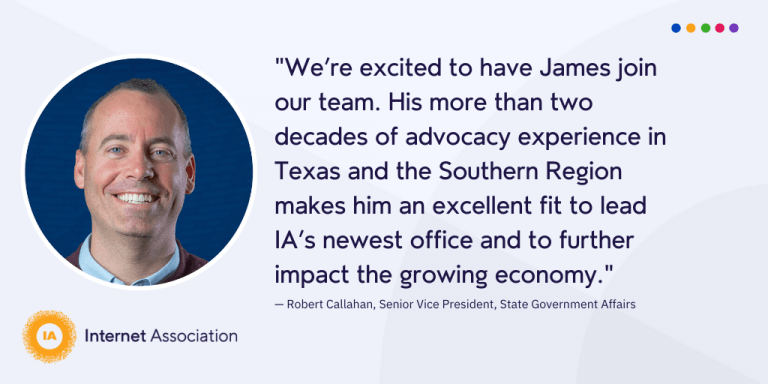 "We’re excited to have James join
our team. His more than two
decades of advocacy experience in
Texas and the Southern Region
makes him an excellent fit to lead
IA’s newest office and to further
impact the growing economy."
— Robert Callahan, Senior Vice President, State Government Affairs
IA
Internet Association